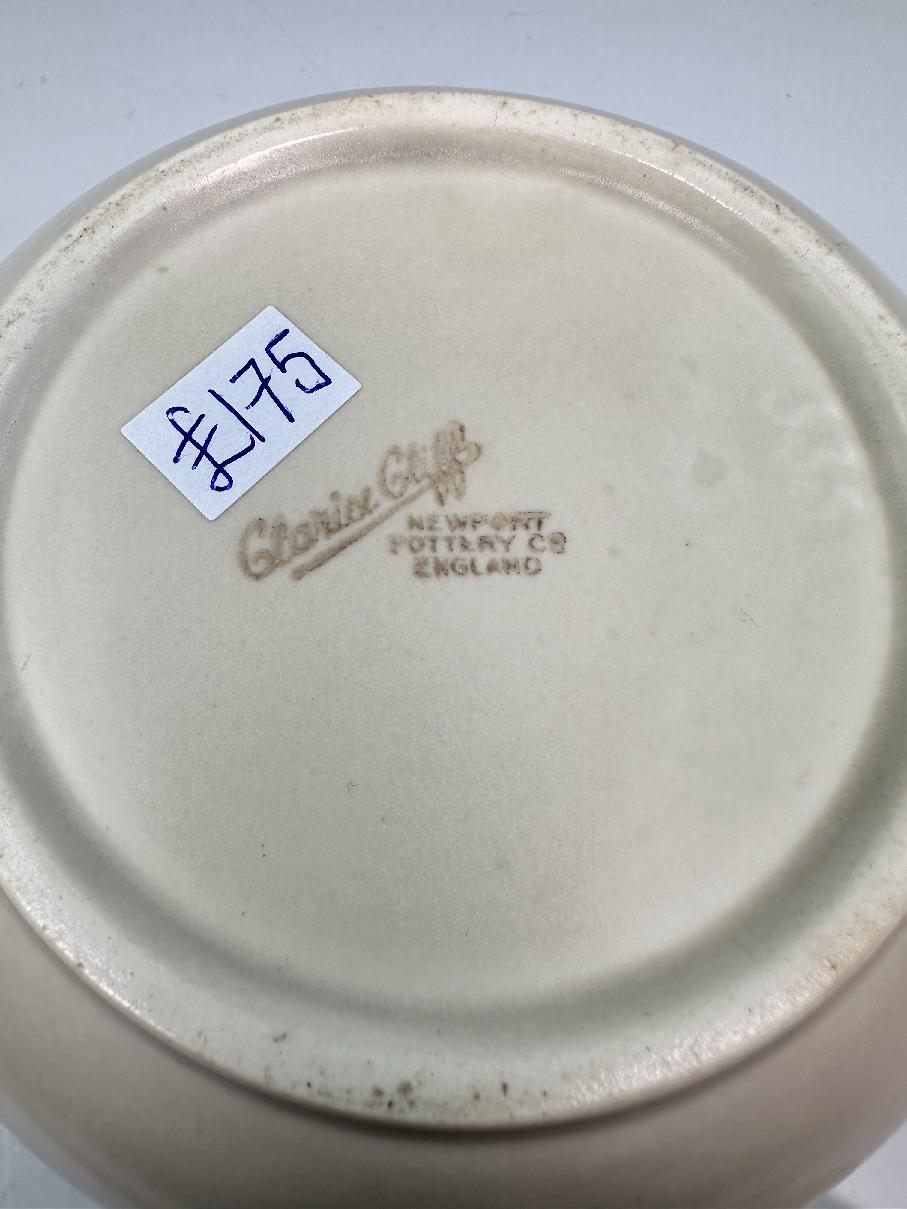 £175
Clarice Cliff
NEWPORT
POTTERY CO
ENGLAND